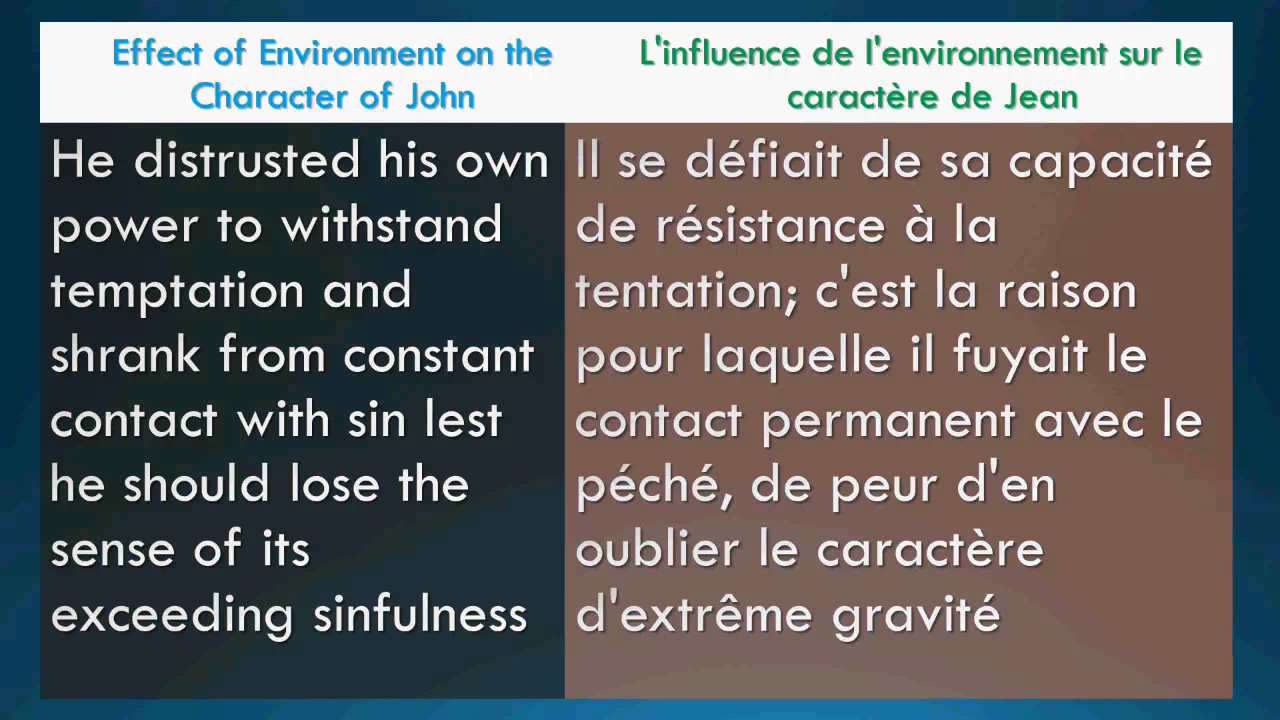 Effect of Environment on the
Character of John
L'influence de l'environnement sur le
caractère de Jean
He distrusted his own
power to withstand
temptation and
shrank from constant
contact with sin lest
he should lose the
sense of its
exceeding sinfulness
Il se défiait de sa capacité
de résistance à la
tentation; c'est la raison
pour laquelle il fuyait le
contact permanent avec le
péché, de peur d'en
oublier le caractère
d'extrême gravité